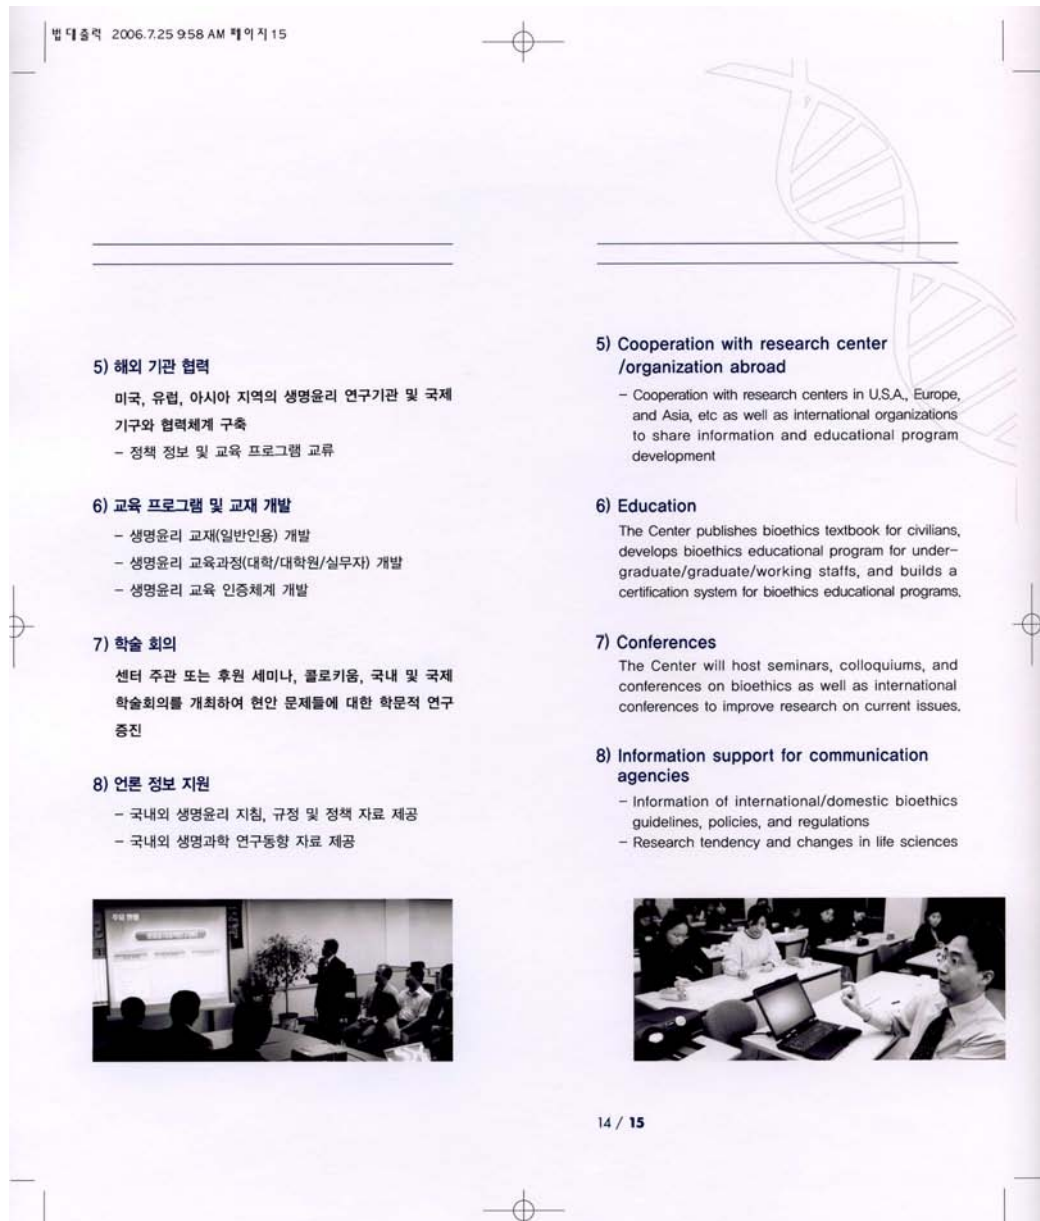 법대출력 2006.7.25 9:58 AM 페이지15
5) 해외 기관 협력
미국, 유럽, 아시아 지역의 생명윤리 연구기관 및 국제
기구와 협력체계 구축
- 정책 정보 및 교육 프로그램 교류
6) 교육 프로그램 및 교재 개발
- 생명윤리 교재(일반인용) 개발
- 생명윤리 교육과정(대학/대학원/실무자) 개발
- 생명윤리 교육 인증체계 개발
7) 학술 회의
센터 주관 또는 후원 세미나, 콜로키움, 국내 및 국제
학술회의를 개최하여 현안 문제들에 대한 학문적 연구
증진
8) 언론 정보 지원
- 국내외 생명윤리 지침, 규정 및 정책 자료 제공
- 국내외 생명과학 연구동향 자료 제공
5) Cooperation with research center
/organization abroad
- Cooperation with research centers in U.S.A., Europe,
and Asia, etc as well as international organizations
to share information and educational program
development
6) Education
The Center publishes bioethics textbook for civilians,
develops bioethics educational program for under-
graduate/graduate/working staffs, and builds a
certification system for bioethics educational programs.
7) Conferences
The Center will host seminars, colloquiums, and
conferences on bioethics as well as international
conferences to improve research on current issues.
8) Information support for communication
agencies
- Information of international/domestic bioethics
guidelines, policies, and regulations
- Research tendency and changes in life sciences
14 / 15